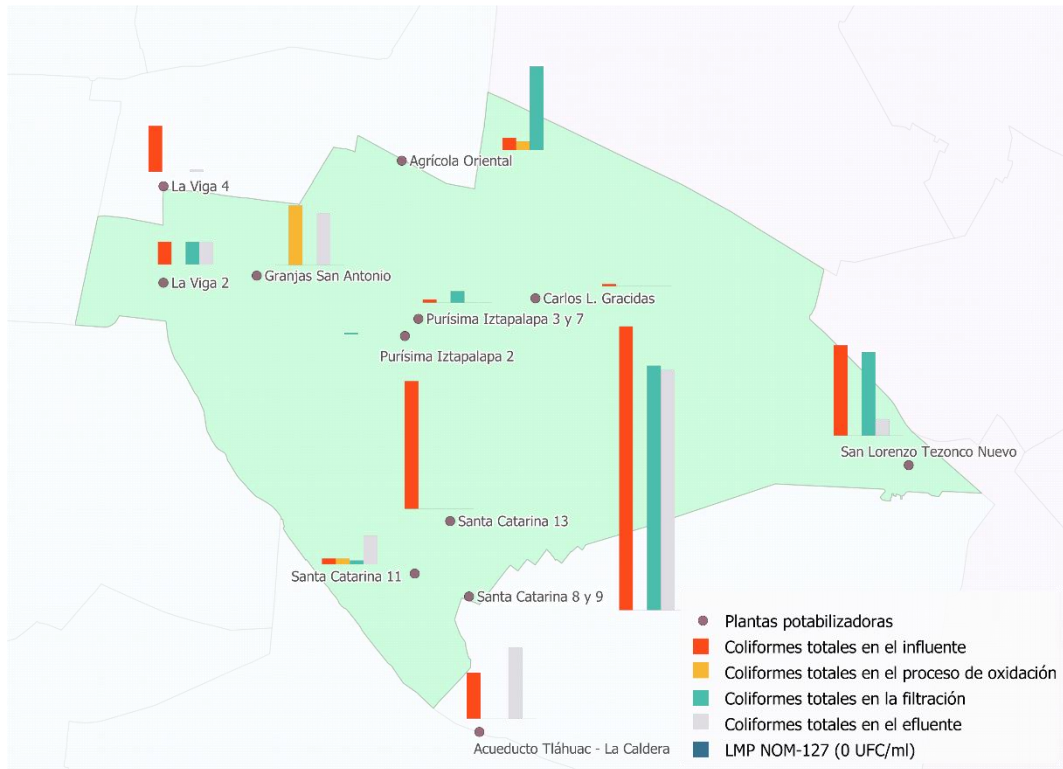 Agrícola Oriental
La Viga 4
Granjas San Antonio
La Viga 2
Carlos L. Gracidas
Purísima Iztapalapa 3 y 7
Purísima Iztapalapa 2
San Lorenzo Tezonco Nuevo
Santa Catarina 13
Santa Catarina 11
Santa Catarina 8 y 9
Acueducto Tláhuac - La Caldera
Plantas potabilizadoras
Coliformes totales en el influente
Coliformes totales en el proceso de oxidación
Coliformes totales en la filtración
Coliformes totales en el efluente
LMP NOM-127 (0 UFC/ml)